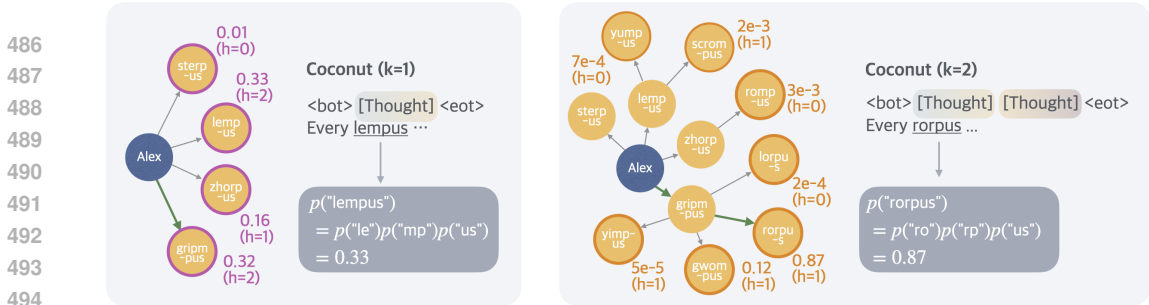 486
487
488
489
490
491
492
493
494
0.01
(h=0)
sterp
-us
0.33
(h=2)
lemp
-us
Alex
zhorp
-us
0.16
(h=1)
gripm
-pus
0.32
(h=2)
Coconut (k=1)
<bot> [Thought] <eot>
Every lempus ⋯
p("lempus")
= p("le")p("mp")p("us")
= 0.33
yump
-us
scrom
-pus
2e-3
(h=1)
7e-4
(h=0)
sterp
-us
lemp
-us
romp
-us
3e-3
(h=0)
zhorp
-us
Alex
lorpu
-s
2e-4
(h=0)
gripm
-pus
yimp-
us
5e-5
(h=1)
gwom
-pus
0.12
(h=1)
rorpu
-s
0.87
(h=1)
Coconut (k=2)
<bot> [Thought] [Thought] <eot>
Every rorpus ...
p("rorpus")
= p("ro")p("rp")p("us")
= 0.87